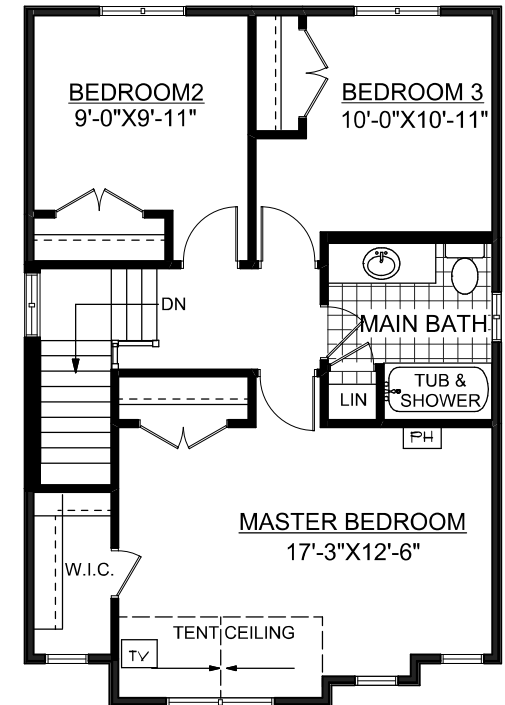 BEDROOM2
9'-0"X9'-11"
BEDROOM 3
10'-0"X10'-11"
DN
MAIN BATH
LIN
TUB &
SHOWER
PH
MASTER BEDROOM
17'-3"X12'-6"
W.I.C.
TENT CEILING
TV